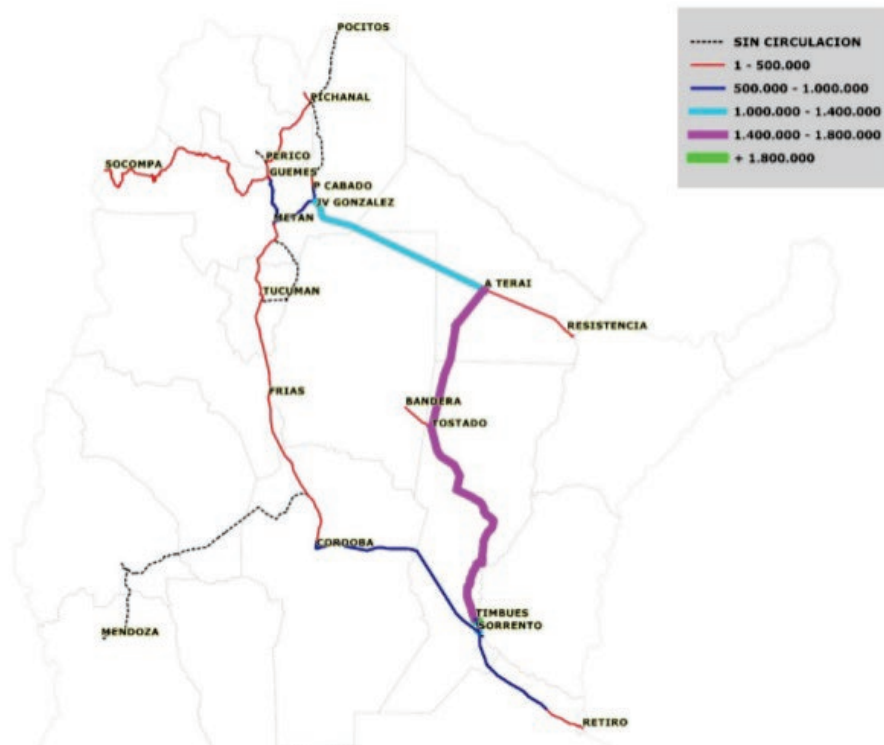 POCITOS
SIN CIRCULACION
1 - 500.000
500.000 - 1.000.000
1.000.000 - 1.400.000
1.400.000 - 1.800.000
+ 1.800.000
PICHANAL
PERICO
SOCOMPA
GUEMES
P CABADO
JV GONZALEZ
METAN
A TERAI
TUCUMAN
RESISTENCIA
FRIAS
BANDERA
TOSTADO
CORDOBA
TIMBUES
SORRENTO
MENDOZA
RETIRO